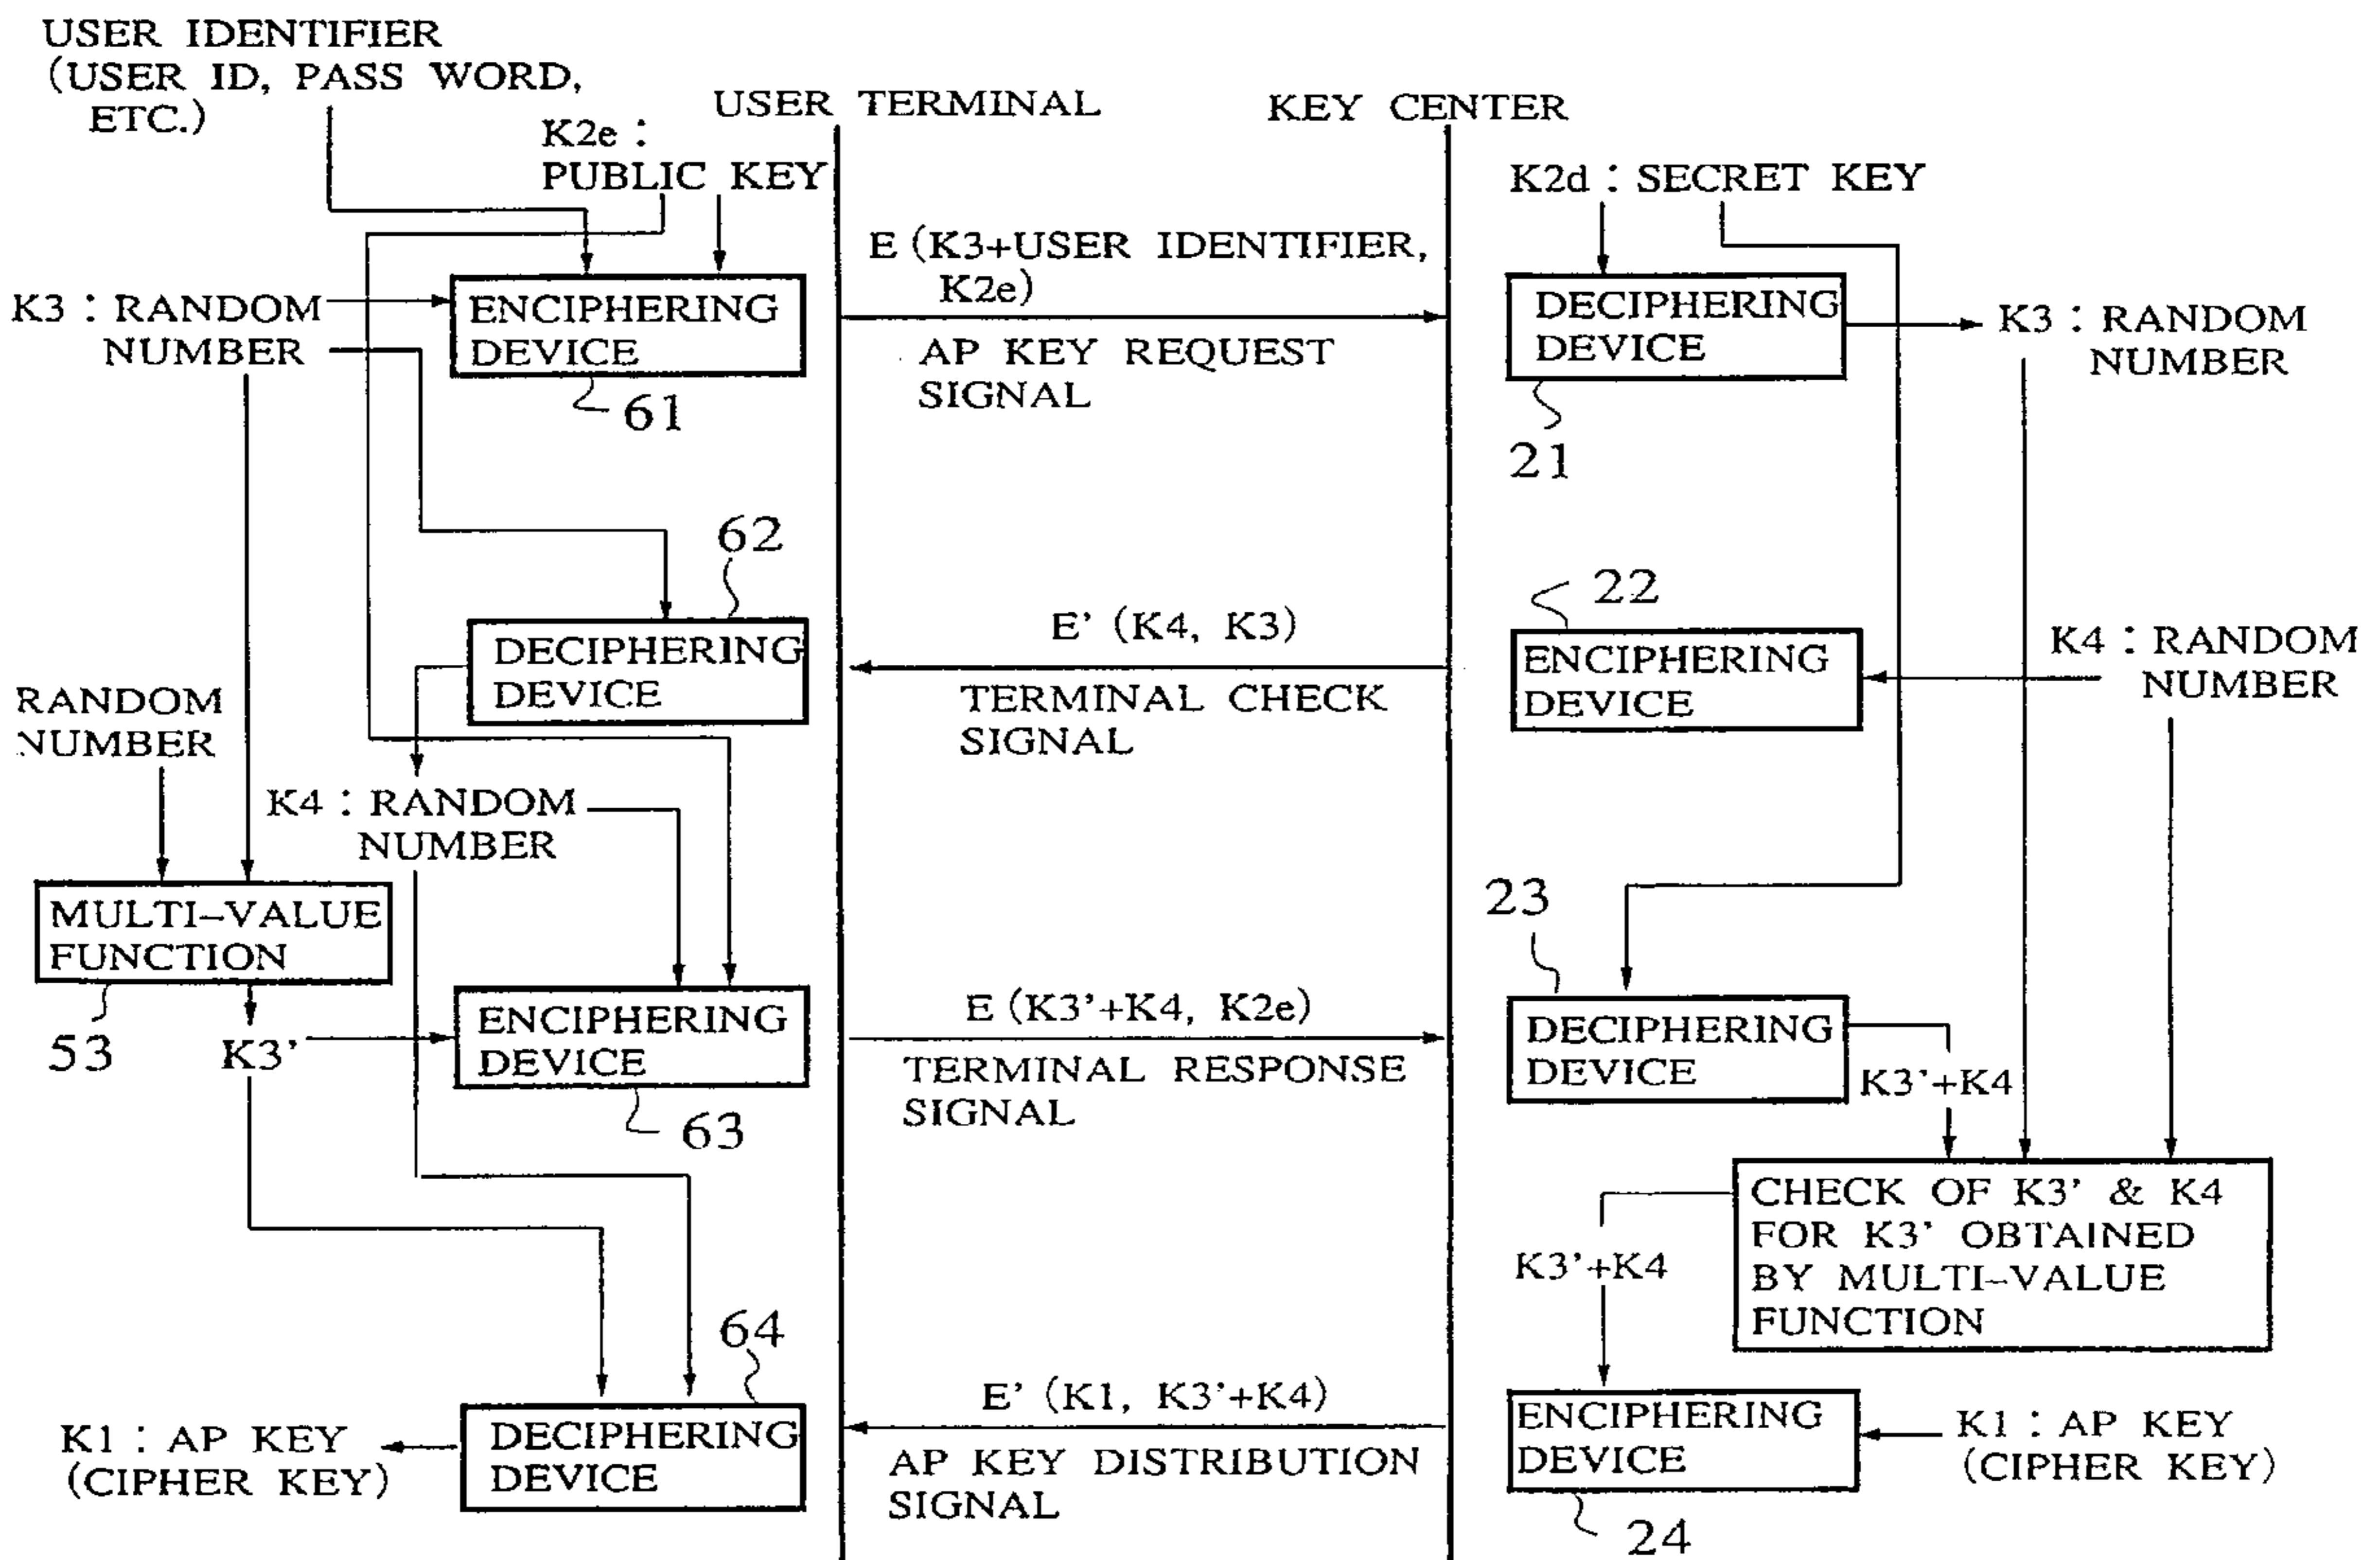 USER IDENTIFIER
(USER ID, PASS WORD,
ETC.)
USER TERMINAL
KEY CENTER
K2e :
PUBLIC KEY
K2d : SECRET KEY
E (K3+USER IDENTIFIER,
K2e)
AP KEY REQUEST
SIGNAL
K3 : RANDOM
NUMBER
ENCIPHERING
DEVICE
61
DECIPHERING
DEVICE
21
K3 : RANDOM
NUMBER
62
DECIPHERING
DEVICE
E' (K4, K3)
TERMINAL CHECK
SIGNAL
22
ENCIPHERING
DEVICE
K4 : RANDOM
NUMBER
RANDOM
NUMBER
K4 : RANDOM
NUMBER
MULTI-VALUE
FUNCTION
53
K3'
ENCIPHERING
DEVICE
63
E (K3'+K4, K2e)
TERMINAL RESPONSE
SIGNAL
23
DECIPHERING
DEVICE
K3'+K4
CHECK OF K3' & K4
FOR K3' OBTAINED
BY MULTI-VALUE
FUNCTION
K3'+K4
64
DECIPHERING
DEVICE
K1 : AP KEY
(CIPHER KEY)
E' (K1, K3'+K4)
AP KEY DISTRIBUTION
SIGNAL
ENCIPHERING
DEVICE
24
K1 : AP KEY
(CIPHER KEY)